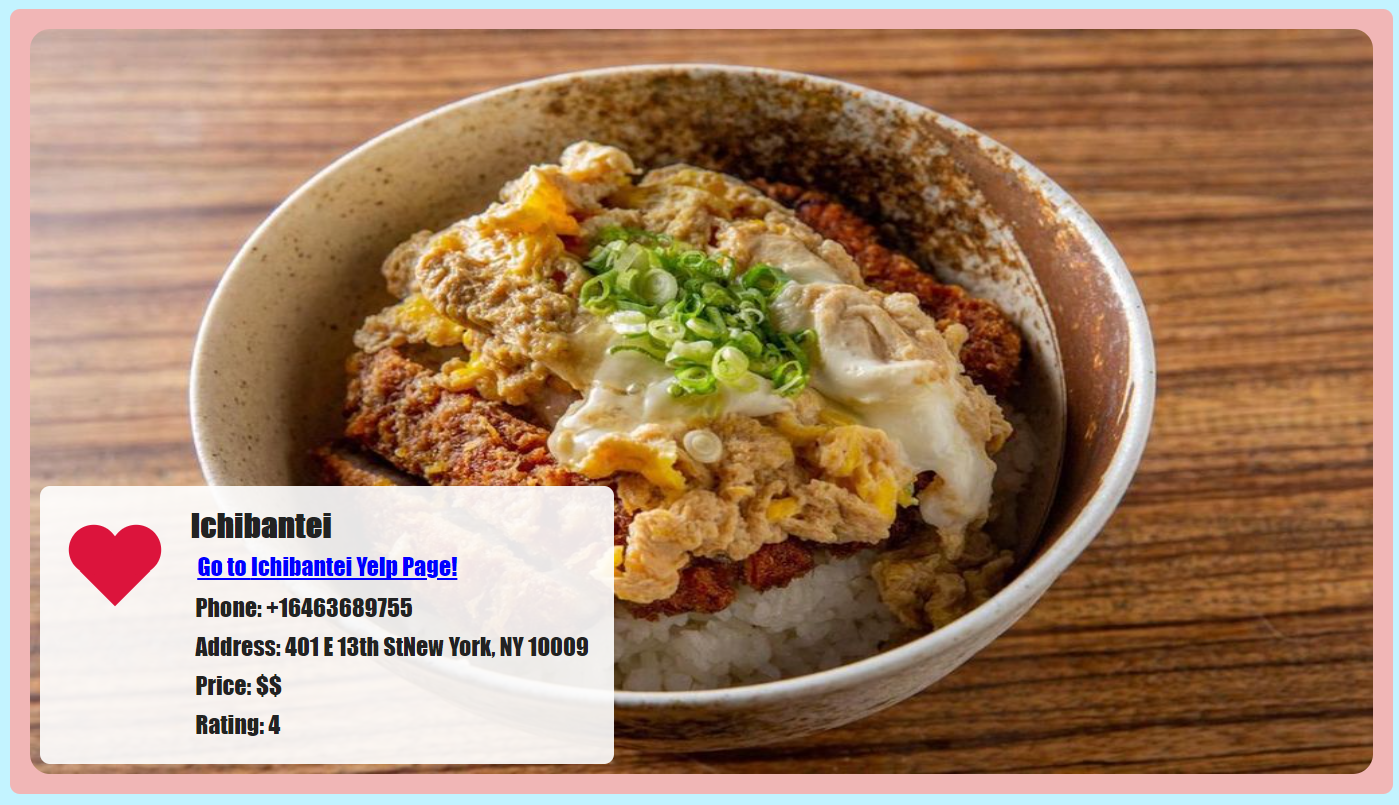 Ichibantei
Go to Ichibantei Yelp Page!
Phone: +16463689755
Address: 401 E 13th StNew York, NY 10009
Price: $$
Rating: 4